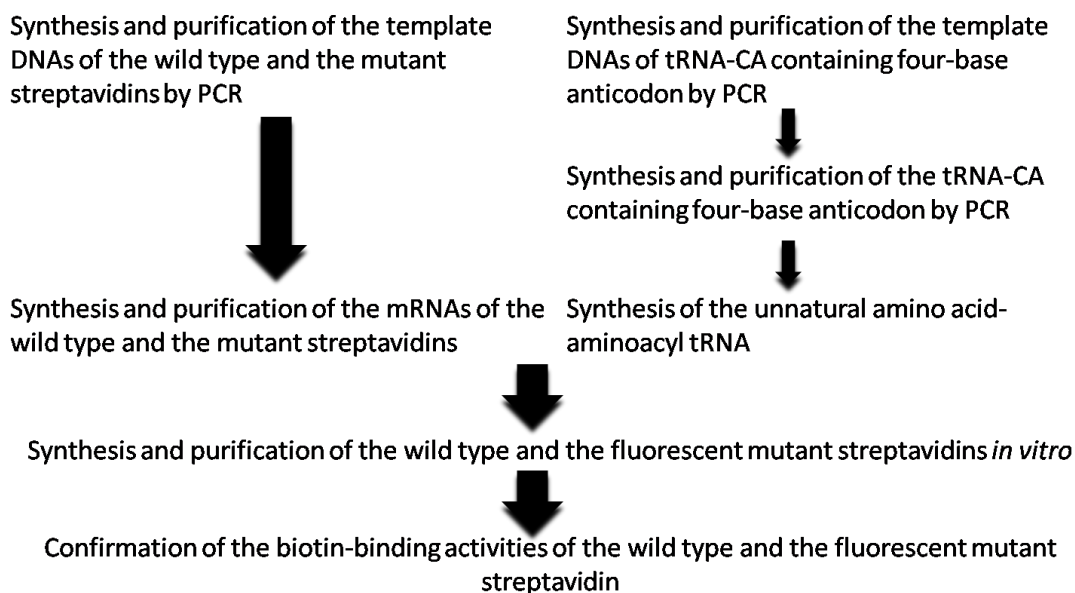 Synthesis and purification of the template
DNAs of the wild type and the mutant
streptavidins by PCR
Synthesis and purification of the template
DNAs of tRNA-CA containing four-base
anticodon by PCR
Synthesis and purification of the tRNA-CA
containing four-base anticodon by PCR
Synthesis and purification of the mRNAs of the
wild type and the mutant streptavidins
Synthesis of the unnatural amino acid-
aminoacyl tRNA
Synthesis and purification of the wild type and the fluorescent mutant streptavidins in vitro
Confirmation of the biotin-binding activities of the wild type and the fluorescent mutant
streptavidin